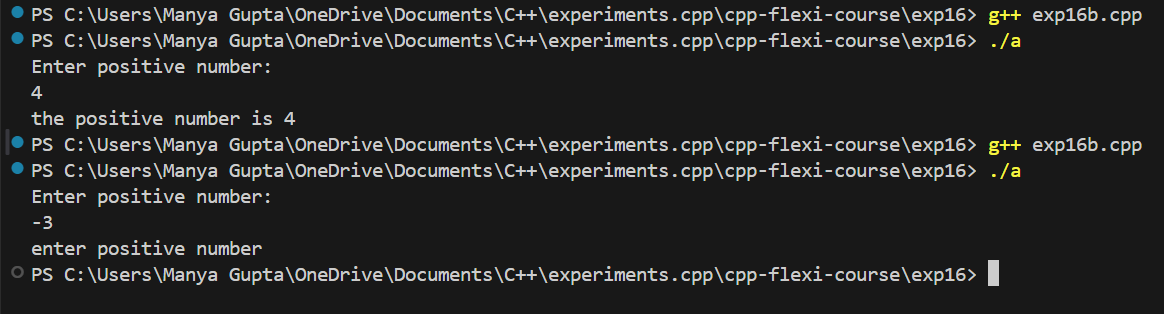 PS C:\Users\Manya Gupta\OneDrive\Documents\C++\experiments.cpp\cpp-flexi-course\exp16> g++ exp16b.cpp
PS C:\Users\Manya Gupta\OneDrive\Documents\C++\experiments.cpp\cpp-flexi-course\exp16> ./a
Enter positive number:
4
the positive number is 4
PS C:\Users\Manya Gupta\OneDrive\Documents\C++\experiments.cpp\cpp-flexi-course\exp16> g++ exp16b.cpp
PS C:\Users\Manya Gupta\OneDrive\Documents\C++\experiments.cpp\cpp-flexi-course\exp16> ./a
Enter positive number:
-3
enter positive number
PS C:\Users\Manya Gupta\OneDrive\Documents\C++\experiments.cpp\cpp-flexi-course\exp16>